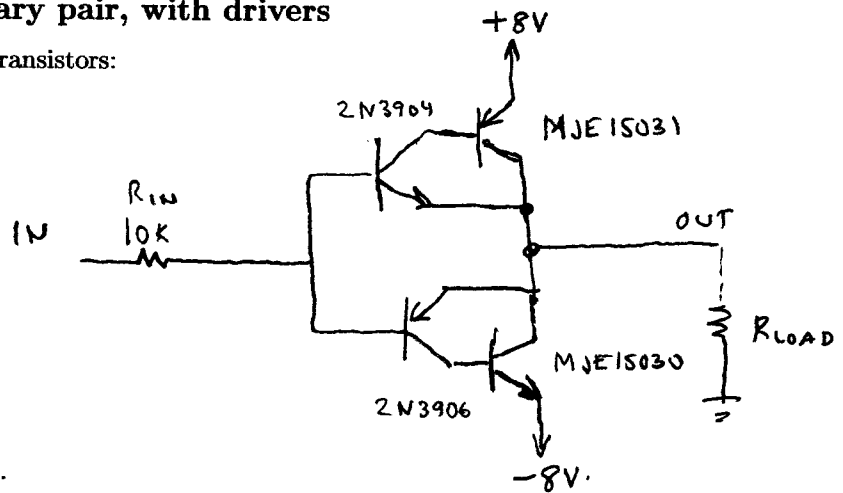 ary pair, with drivers
ransistors:
+8V
2N3904
MJE15031
RIN
10K
IN
OUT
RLOAD
MJE15030
2N3906
-8V.
.